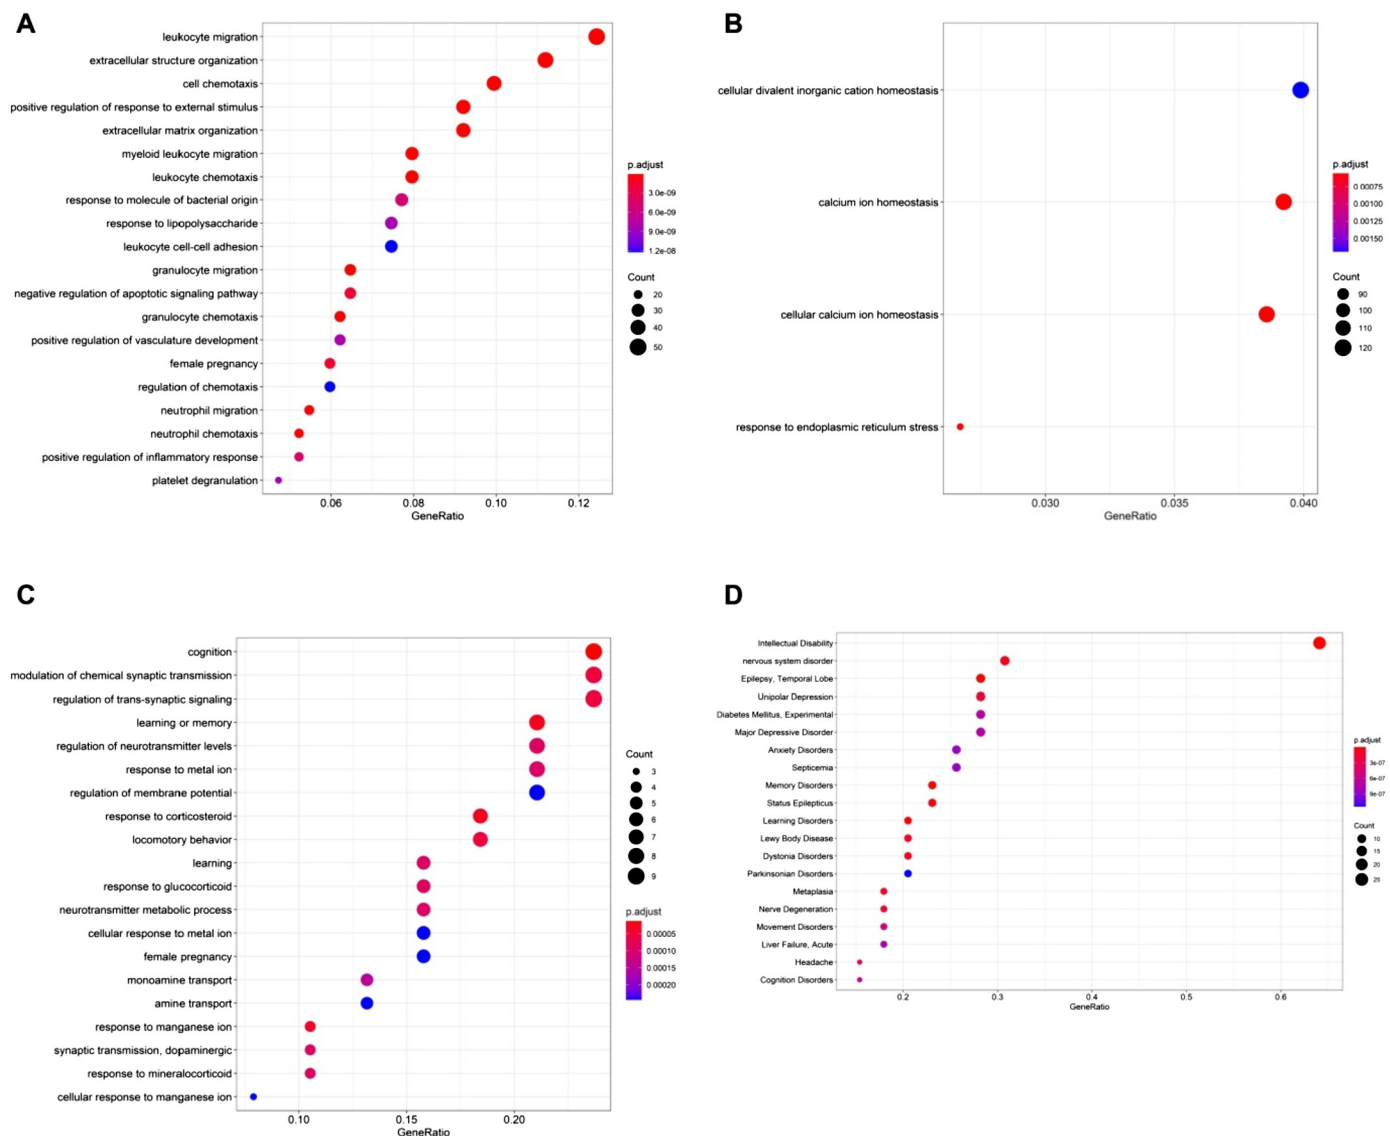 A
leukocyte migration
extracellular structure organization
cell chemotaxis
positive regulation of response to external stimulus
extracellular matrix organization
myeloid leukocyte migration
leukocyte chemotaxis
response to molecule of bacterial origin
response to lipopolysaccharide
leukocyte cell-cell adhesion
granulocyte migration
negative regulation of apoptotic signaling pathway
granulocyte chemotaxis
positive regulation of vasculature development
female pregnancy
regulation of chemotaxis
neutrophil migration
neutrophil chemotaxis
positive regulation of inflammatory response
platelet degranulation
0.06 0.08 0.10 0.12
GeneRatio
p.adjust
3.0e-09
6.0e-09
9.0e-09
1.2e-08
Count
20
30
40
50
B
cellular divalent inorganic cation homeostasis
calcium ion homeostasis
cellular calcium ion homeostasis
response to endoplasmic reticulum stress
0.030 0.035 0.040
GeneRatio
p.adjust
0.00075
0.00100
0.00125
0.00150
Count
90
100
110
120
C
cognition
modulation of chemical synaptic transmission
regulation of trans-synaptic signaling
learning or memory
regulation of neurotransmitter levels
response to metal ion
regulation of membrane potential
response to corticosteroid
locomotory behavior
learning
response to glucocorticoid
neurotransmitter metabolic process
cellular response to metal ion
female pregnancy
monoamine transport
amine transport
response to manganese ion
synaptic transmission, dopaminergic
response to mineralocorticoid
cellular response to manganese ion
0.10 0.15 0.20
GeneRatio
Count
3
4
5
6
7
8
9
p.adjust
0.00005
0.00010
0.00015
0.00020
D
Intellectual Disability
nervous system disorder
Epilepsy, Temporal Lobe
Unipolar Depression
Diabetes Mellitus, Experimental
Major Depressive Disorder
Anxiety Disorders
Septicemia
Memory Disorders
Status Epilepticus
Learning Disorders
Lewy Body Disease
Dystonia Disorders
Parkinsonian Disorders
Metaplasia
Nerve Degeneration
Movement Disorders
Liver Failure, Acute
Headache
Cognition Disorders
0.2 0.3 0.4 0.5 0.6
GeneRatio
p.adjust
3e-07
6e-07
9e-07
Count
10
15
20
25